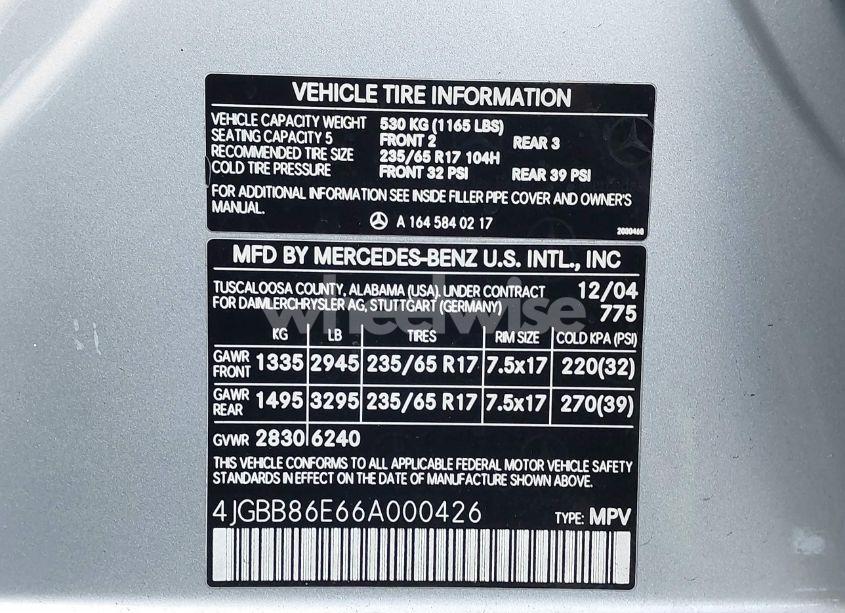 VEHICLE TIRE INFORMATION
VEHICLE CAPACITY WEIGHT 530 KG (1165 LBS)
SEATING CAPACITY 5 FRONT 2 REAR 3
RECOMMENDED TIRE SIZE 235/65 R17 104H
COLD TIRE PRESSURE FRONT 32 PSI REAR 39 PSI
FOR ADDITIONAL INFORMATION SEE INSIDE FILLER PIPE COVER AND OWNER'S
MANUAL.
A 164 584 02 17
2000460
MFD BY MERCEDES-BENZ U.S. INTL., INC
TUSCALOOSA COUNTY, ALABAMA (USA). UNDER CONTRACT 12/04
FOR DAIMLERCHRYSLER AG, STUTTGART (GERMANY) 775
wheelwise
KG LB TIRES RIM SIZE COLD KPA (PSI)
GAWR FRONT 1335 2945 235/65 R17 7.5x17 220(32)
GAWR REAR 1495 3295 235/65 R17 7.5x17 270(39)
GVWR 2830 6240
THIS VEHICLE CONFORMS TO ALL APPLICABLE FEDERAL MOTOR VEHICLE SAFETY
STANDARDS IN EFFECT ON THE DATE OF MANUFACTURE SHOWN ABOVE.
4JGBB86E66A000426 TYPE: MPV